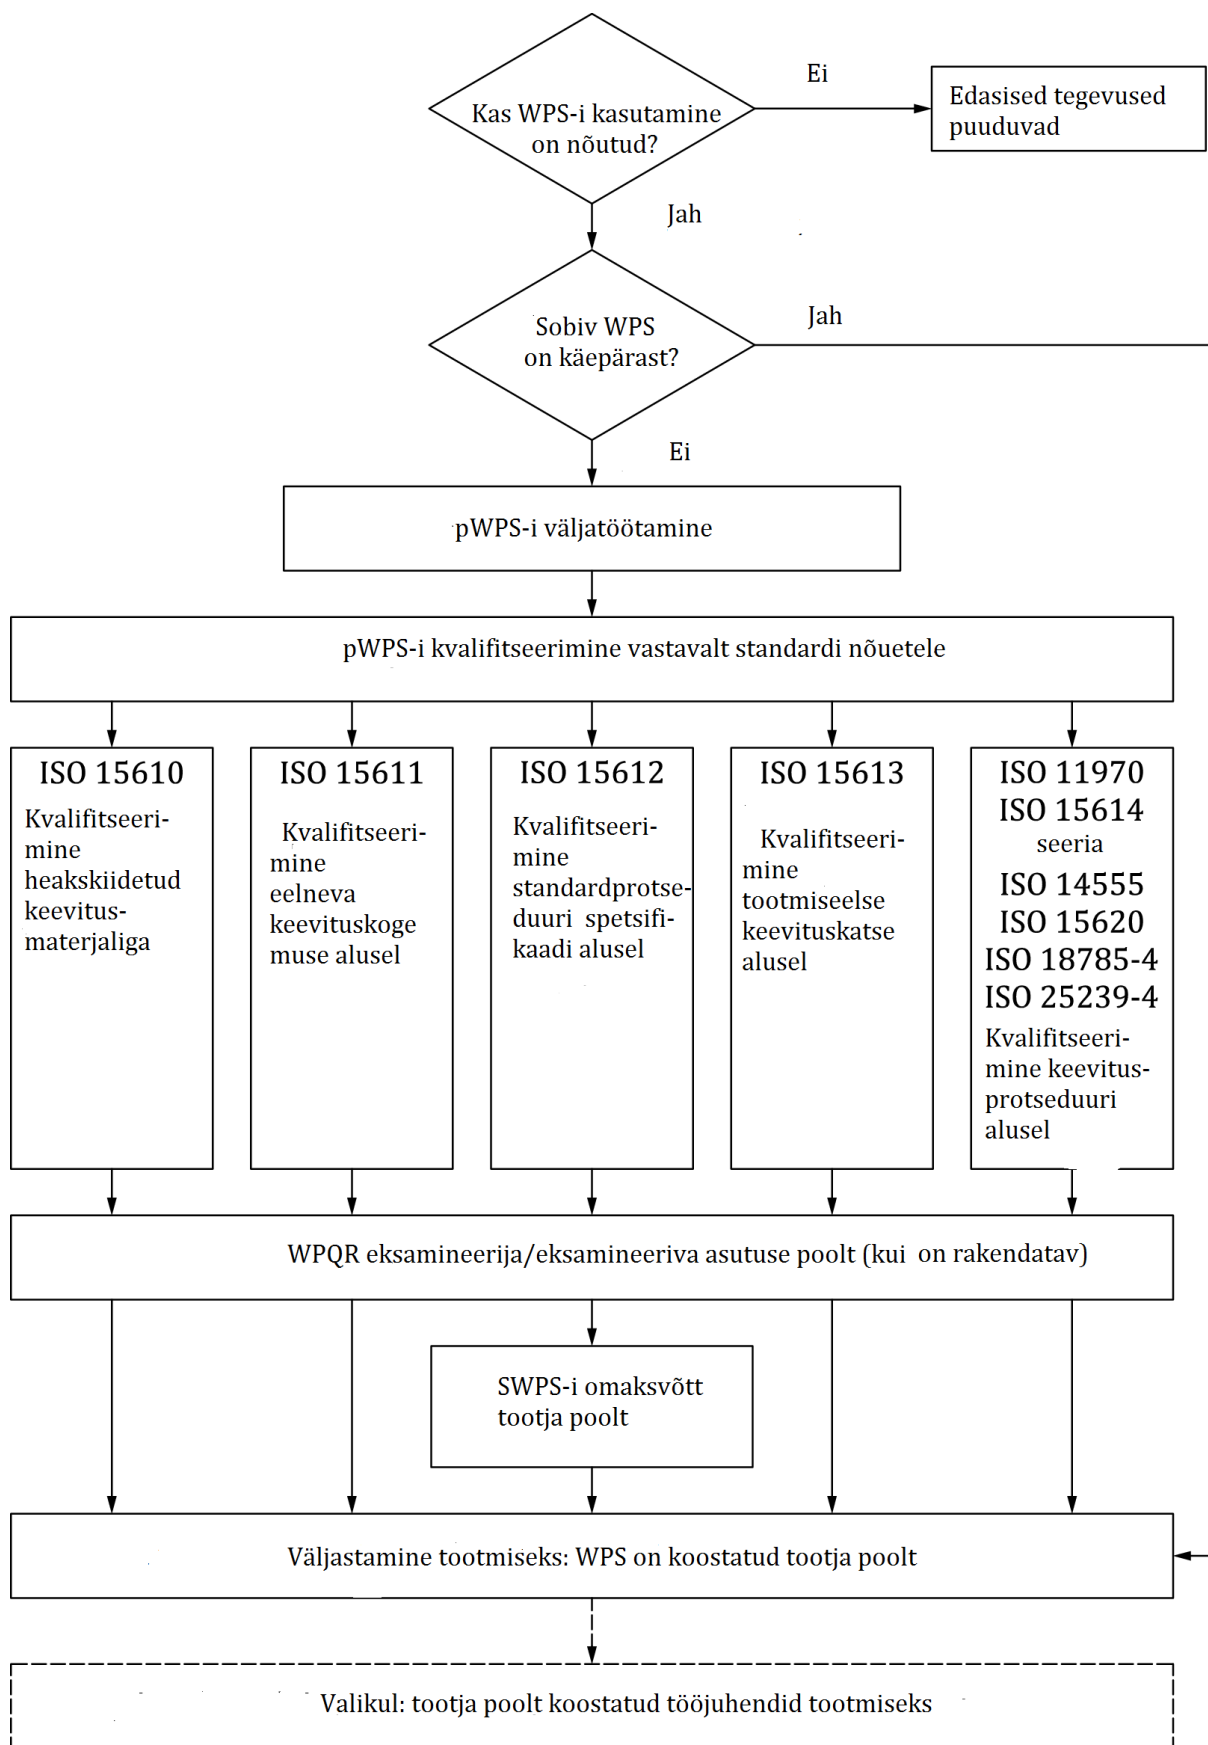 Ei
Edasised tegevused
puuduvad
Kas WPS-i kasutamine
on nõutud?
Jah
Sobiv WPS
on käepärast?
Jah
Ei
pWPS-i väljatöötamine
pWPS-i kvalifitseerimine vastavalt standardi nõuetele
ISO 15610
Kvalifitseeri-
mine
heakskiidetud
keevitus-
materjaliga
ISO 15611
Kvalifitseeri-
mine
eelneva
keevituskoge
muse alusel
ISO 15612
Kvalifitseeri-
mine
standardprotse-
duuri spetsifi-
kaadi alusel
ISO 15613
Kvalifitseeri-
mine
tootmiseelse
keevituskatse
alusel
ISO 11970
ISO 15614
seeria
ISO 14555
ISO 15620
ISO 18785-4
ISO 25239-4
Kvalifitseeri-
mine keevitus-
protseduuri
alusel
WPQR eksamineerija/eksamineeriva asutuse poolt (kui on rakendatav)
SWPS-i omaksvõtt
tootja poolt
Väljastamine tootmiseks: WPS on koostatud tootja poolt
Valikul: tootja poolt koostatud tööjuhendid tootmiseks